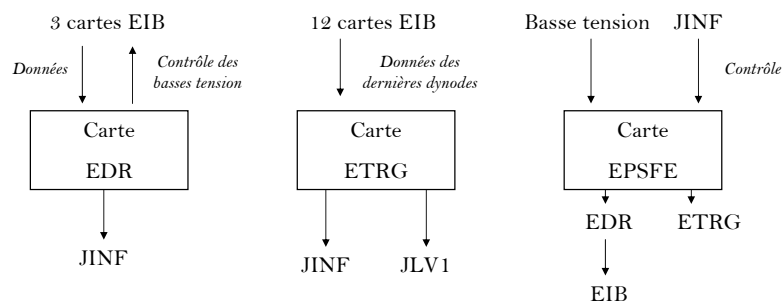 3 cartes EIB
Données
Contrôle des
basses tension
Carte
EDR
JINF
12 cartes EIB
Données des
dernières dynodes
Carte
ETRG
JINF
JLV1
Basse tension
JINF
Contrôle
Carte
EPSFE
EDR
ETRG
EIB